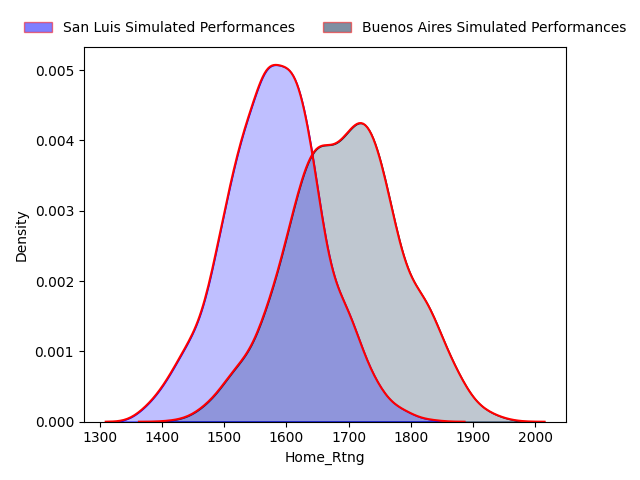 San Luis Simulated Performances Buenos Aires Simulated Performances
0.005
0.004
0.003
0.002
0.001
0.000
Density
1300 1400 1500 1600 1700 1800 1900 2000
Home_Rtng